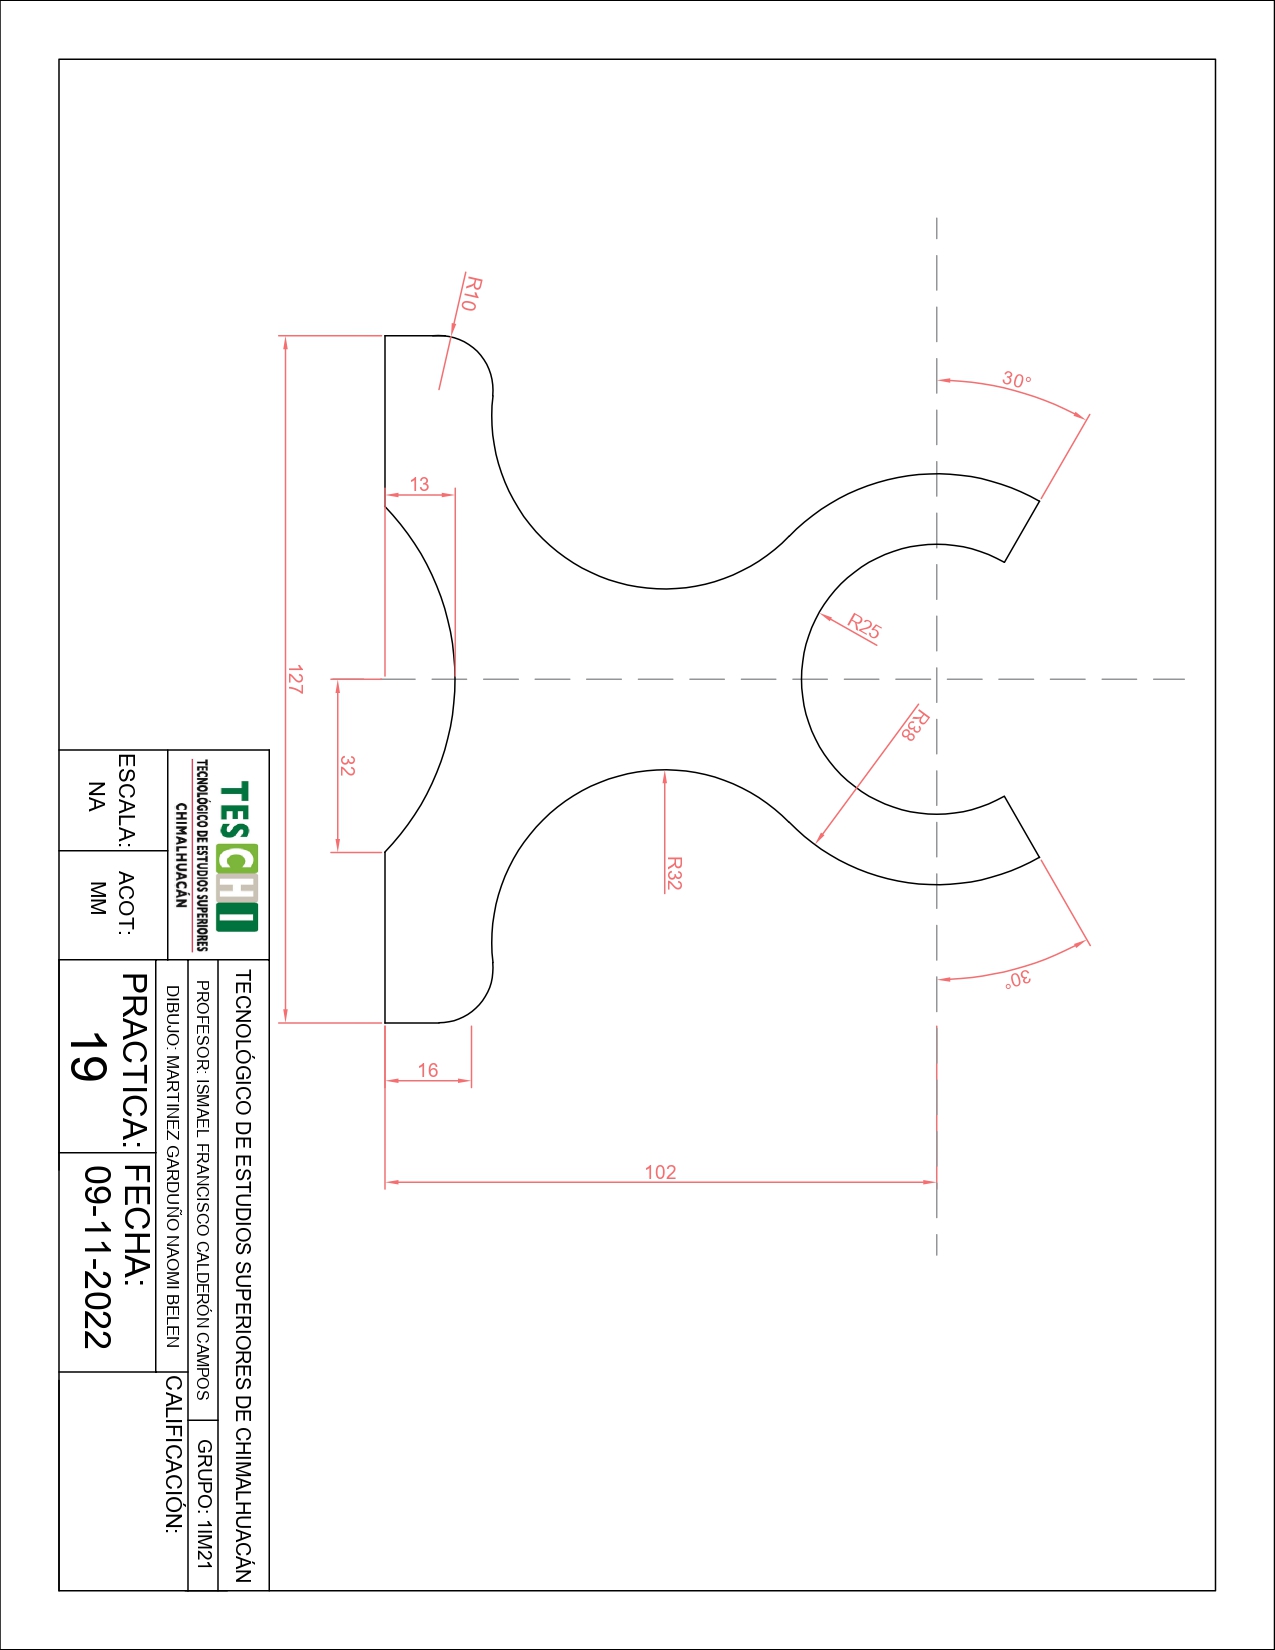 30°
30°
R38
R25
R32
102
R10
13
16
32
127
TESCHI
TECNOLÓGICO DE ESTUDIOS SUPERIORES
CHIMALHUACÁN
TECNOLÓGICO DE ESTUDIOS SUPERIORES DE CHIMALHUACÁN
PROFESOR: ISMAEL FRANCISCO CALDERÓN CAMPOS
GRUPO: 1IM21
DIBUJO: MARTINEZ GARDUÑO NAOMI BELEN
CALIFICACIÓN:
ESCALA:
NA
ACOT:
MM
PRACTICA:
19
FECHA:
09-11-2022